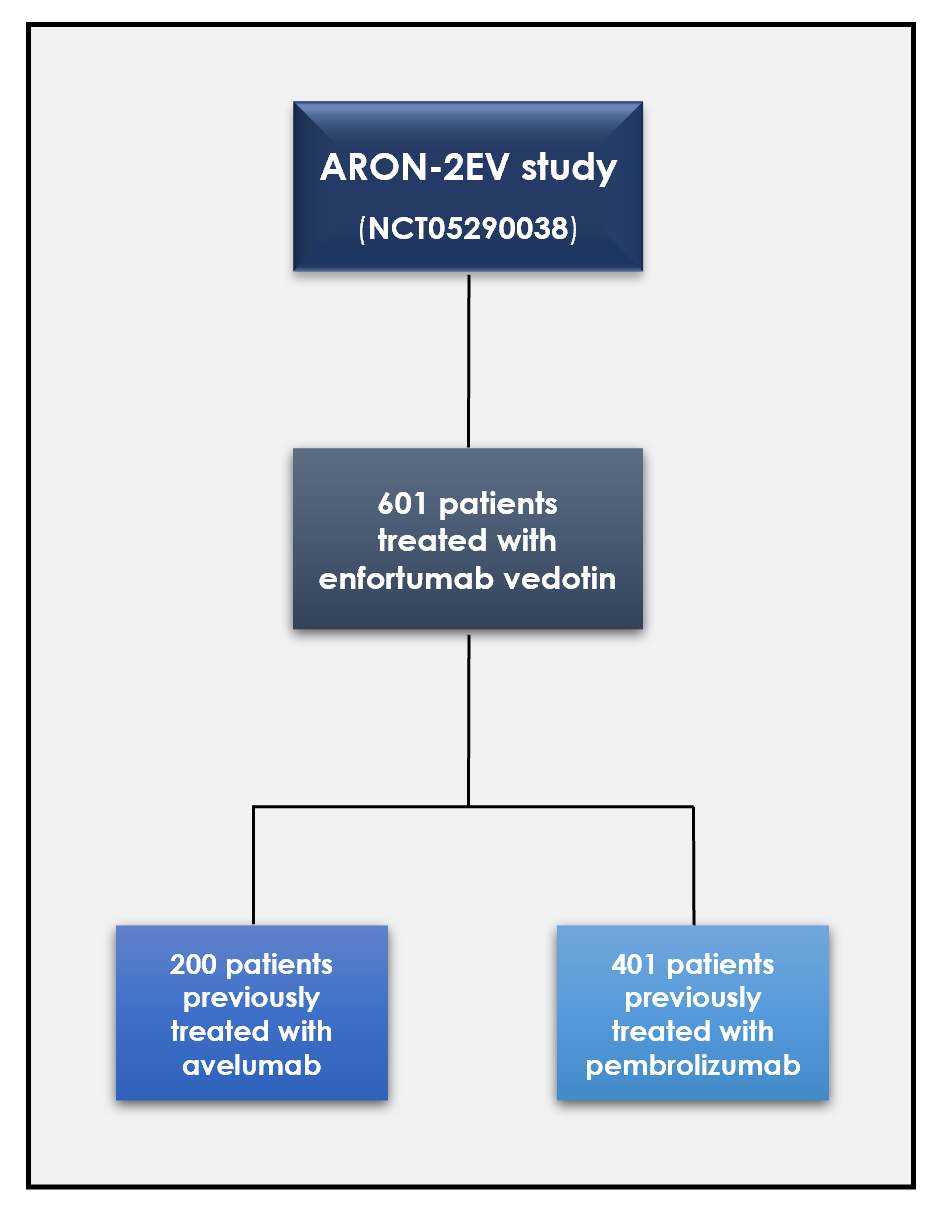 ARON-2EV study
(NCT05290038)
601 patients
treated with
enfortumab vedotin
200 patients
previously
treated with
avelumab
401 patients
previously
treated with
pembrolizumab